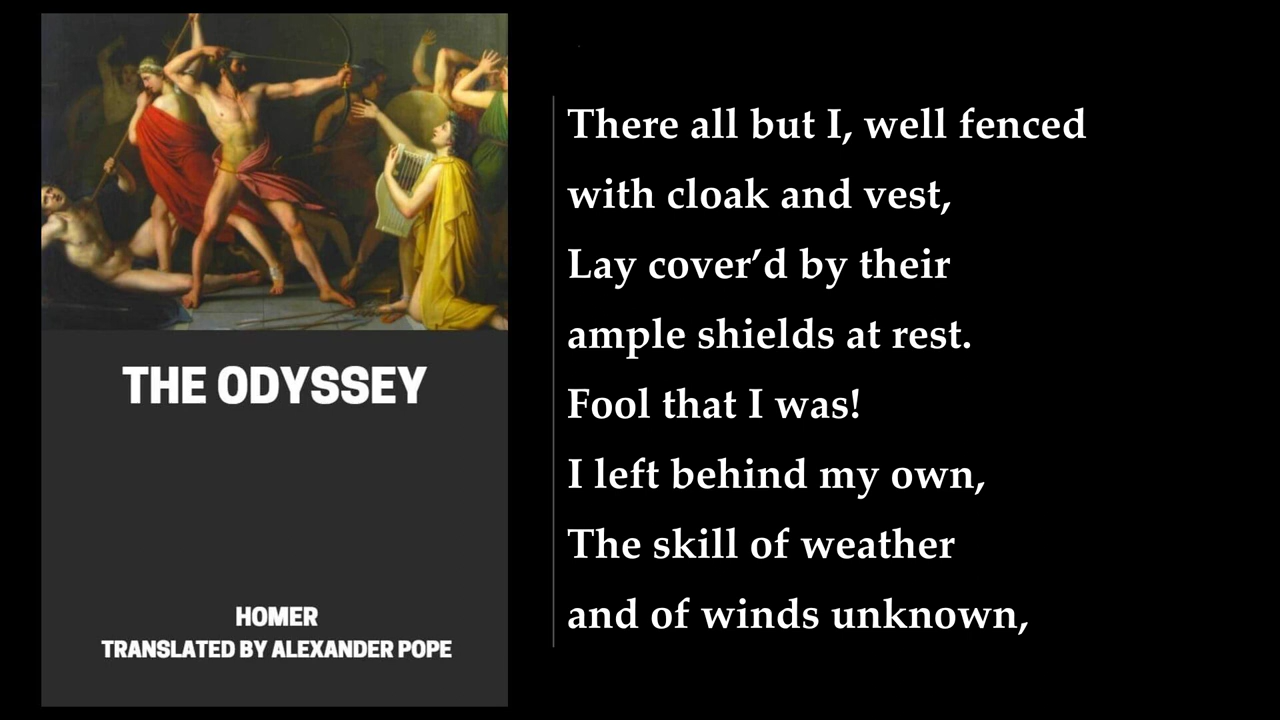 THE ODYSSEY
HOMER
TRANSLATED BY ALEXANDER POPE
There all but I, well fenced
with cloak and vest,
Lay cover’d by their
ample shields at rest.
Fool that I was!
I left behind my own,
The skill of weather
and of winds unknown,